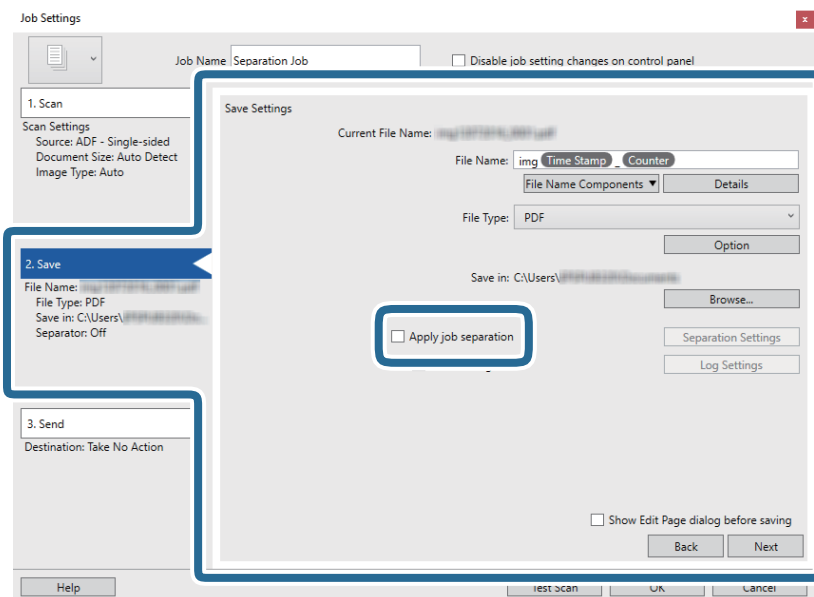 Job Settings
x
Job Name Separation Job
Disable job setting changes on control panel
1. Scan
Scan Settings
Source: ADF - Single-sided
Document Size: Auto Detect
Image Type: Auto
2. Save
File Name:
File Type: PDF
Save in: C:\Users\
Separator: Off
3. Send
Destination: Take No Action
Save Settings
Current File Name:
File Name: img Time Stamp _ Counter
File Name Components ▼ Details
File Type: PDF
Option
Save in: C:\Users\
Browse...
Apply job separation Separation Settings
Log Settings
Show Edit Page dialog before saving
Back Next
Help Test Scan OK Cancel